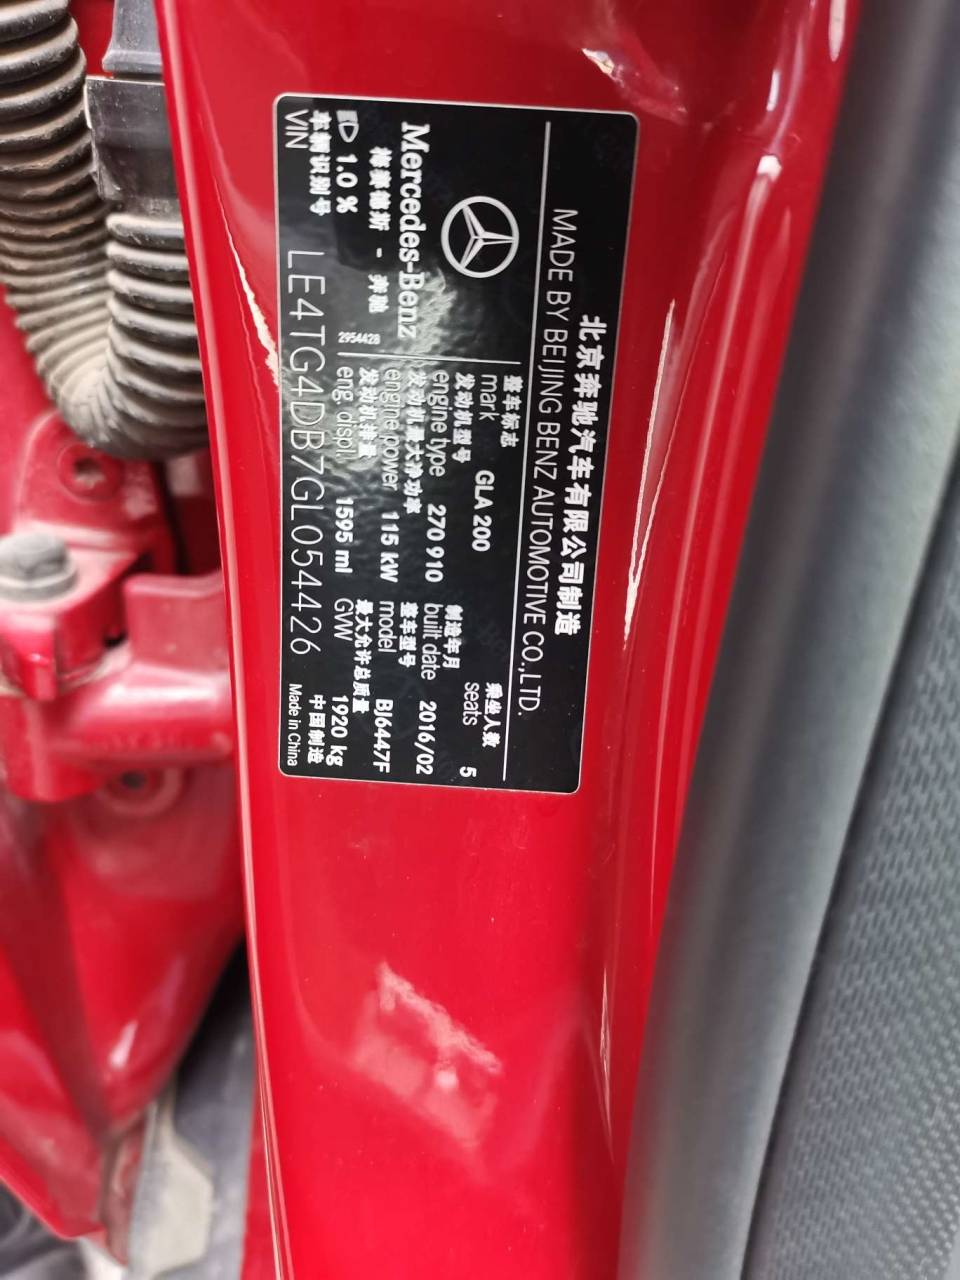 北京奔驰汽车有限公司制造
MADE BY BEIJING BENZ AUTOMOTIVE CO.,LTD.
整车标志
mark GLA 200
乘坐人数
seats 5
发动机型号
engine type 270 910
制造年月
built date 2016/02
Mercedes-Benz
梅赛德斯 - 奔驰
发动机最大净功率
engine power 115 kW
整车型号
model BJ6447F
1.0 %
2954428
发动机排量
eng. displ. 1595 ml
最大允许总质量
GVW 1920 kg
车辆识别号
VIN LE4TG4DB7GL054426
中国制造
Made in China